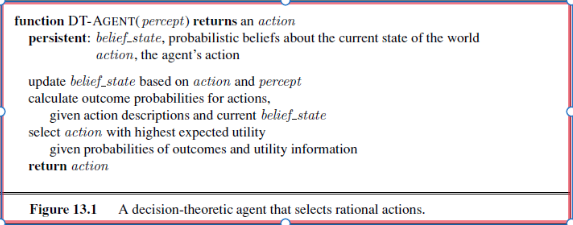 function DT-AGENT(percept) returns an action
persistent: belief_state, probabilistic beliefs about the current state of the world
action, the agent's action
update belief_state based on action and percept
calculate outcome probabilities for actions,
given action descriptions and current belief_state
select action with highest expected utility
given probabilities of outcomes and utility information
return action
Figure 13.1 A decision-theoretic agent that selects rational actions.